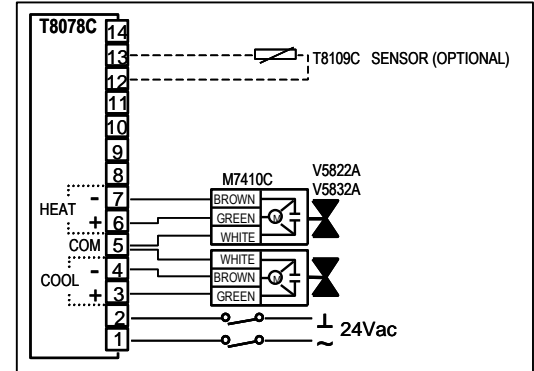 T8078C
14
13
T8109C SENSOR (OPTIONAL)
12
11
10
9
8
M7410C
V5822A
V5832A
- 7 BROWN
HEAT
+ 6 GREEN M
COM 5 WHITE
WHITE
- 4 BROWN M
COOL
+ 3 GREEN
2 ⊥
24Vac
1 ~